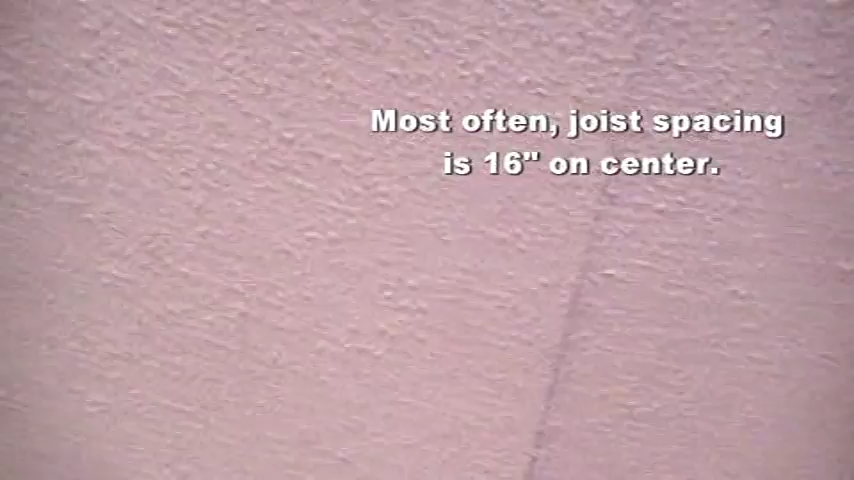 Most often, joist spacing
is 16" on center.